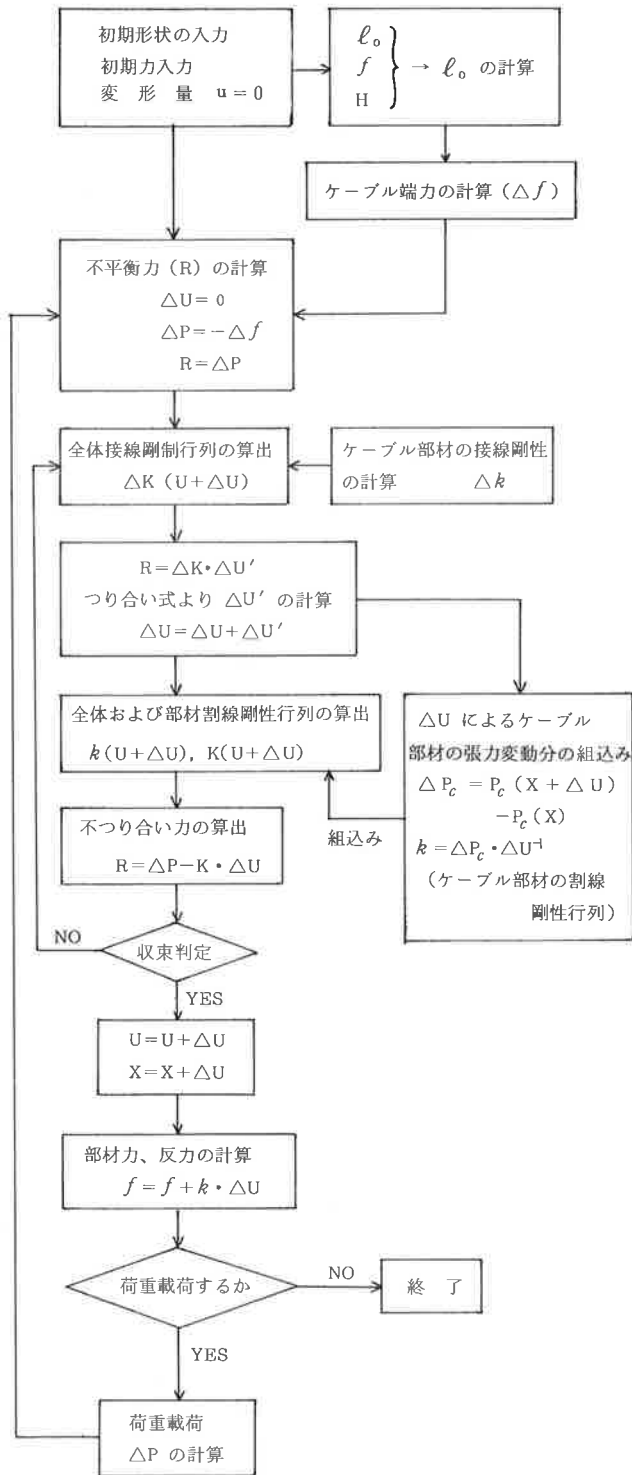 初期形状の入力
初期力入力
変 形 量 u=0
ℓ₀
f
H
→ ℓ₀ の計算
ケーブル端力の計算(△f)
不平衡力(R)の計算
△U=0
△P=-△f
R=△P
全体接線剛制行列の算出
△K(U+△U)
ケーブル部材の接線剛性
の計算 △k
R=△K・△U′
つり合い式より △U′ の計算
△U=△U+△U′
全体および部材割線剛性行列の算出
k(U+△U), K(U+△U)
△U によるケーブル
部材の張力変動分の組込み
△Pc =Pc(X+△U)
-Pc(X)
k=△Pc・△U⁻¹
(ケーブル部材の割線
剛性行列)
組込み
不つり合い力の算出
R=△P-K・△U
NO
収束判定
YES
U=U+△U
X=X+△U
部材力、反力の計算
f=f+k・△U
荷重載荷するか
NO
終 了
YES
荷重載荷
△P の計算